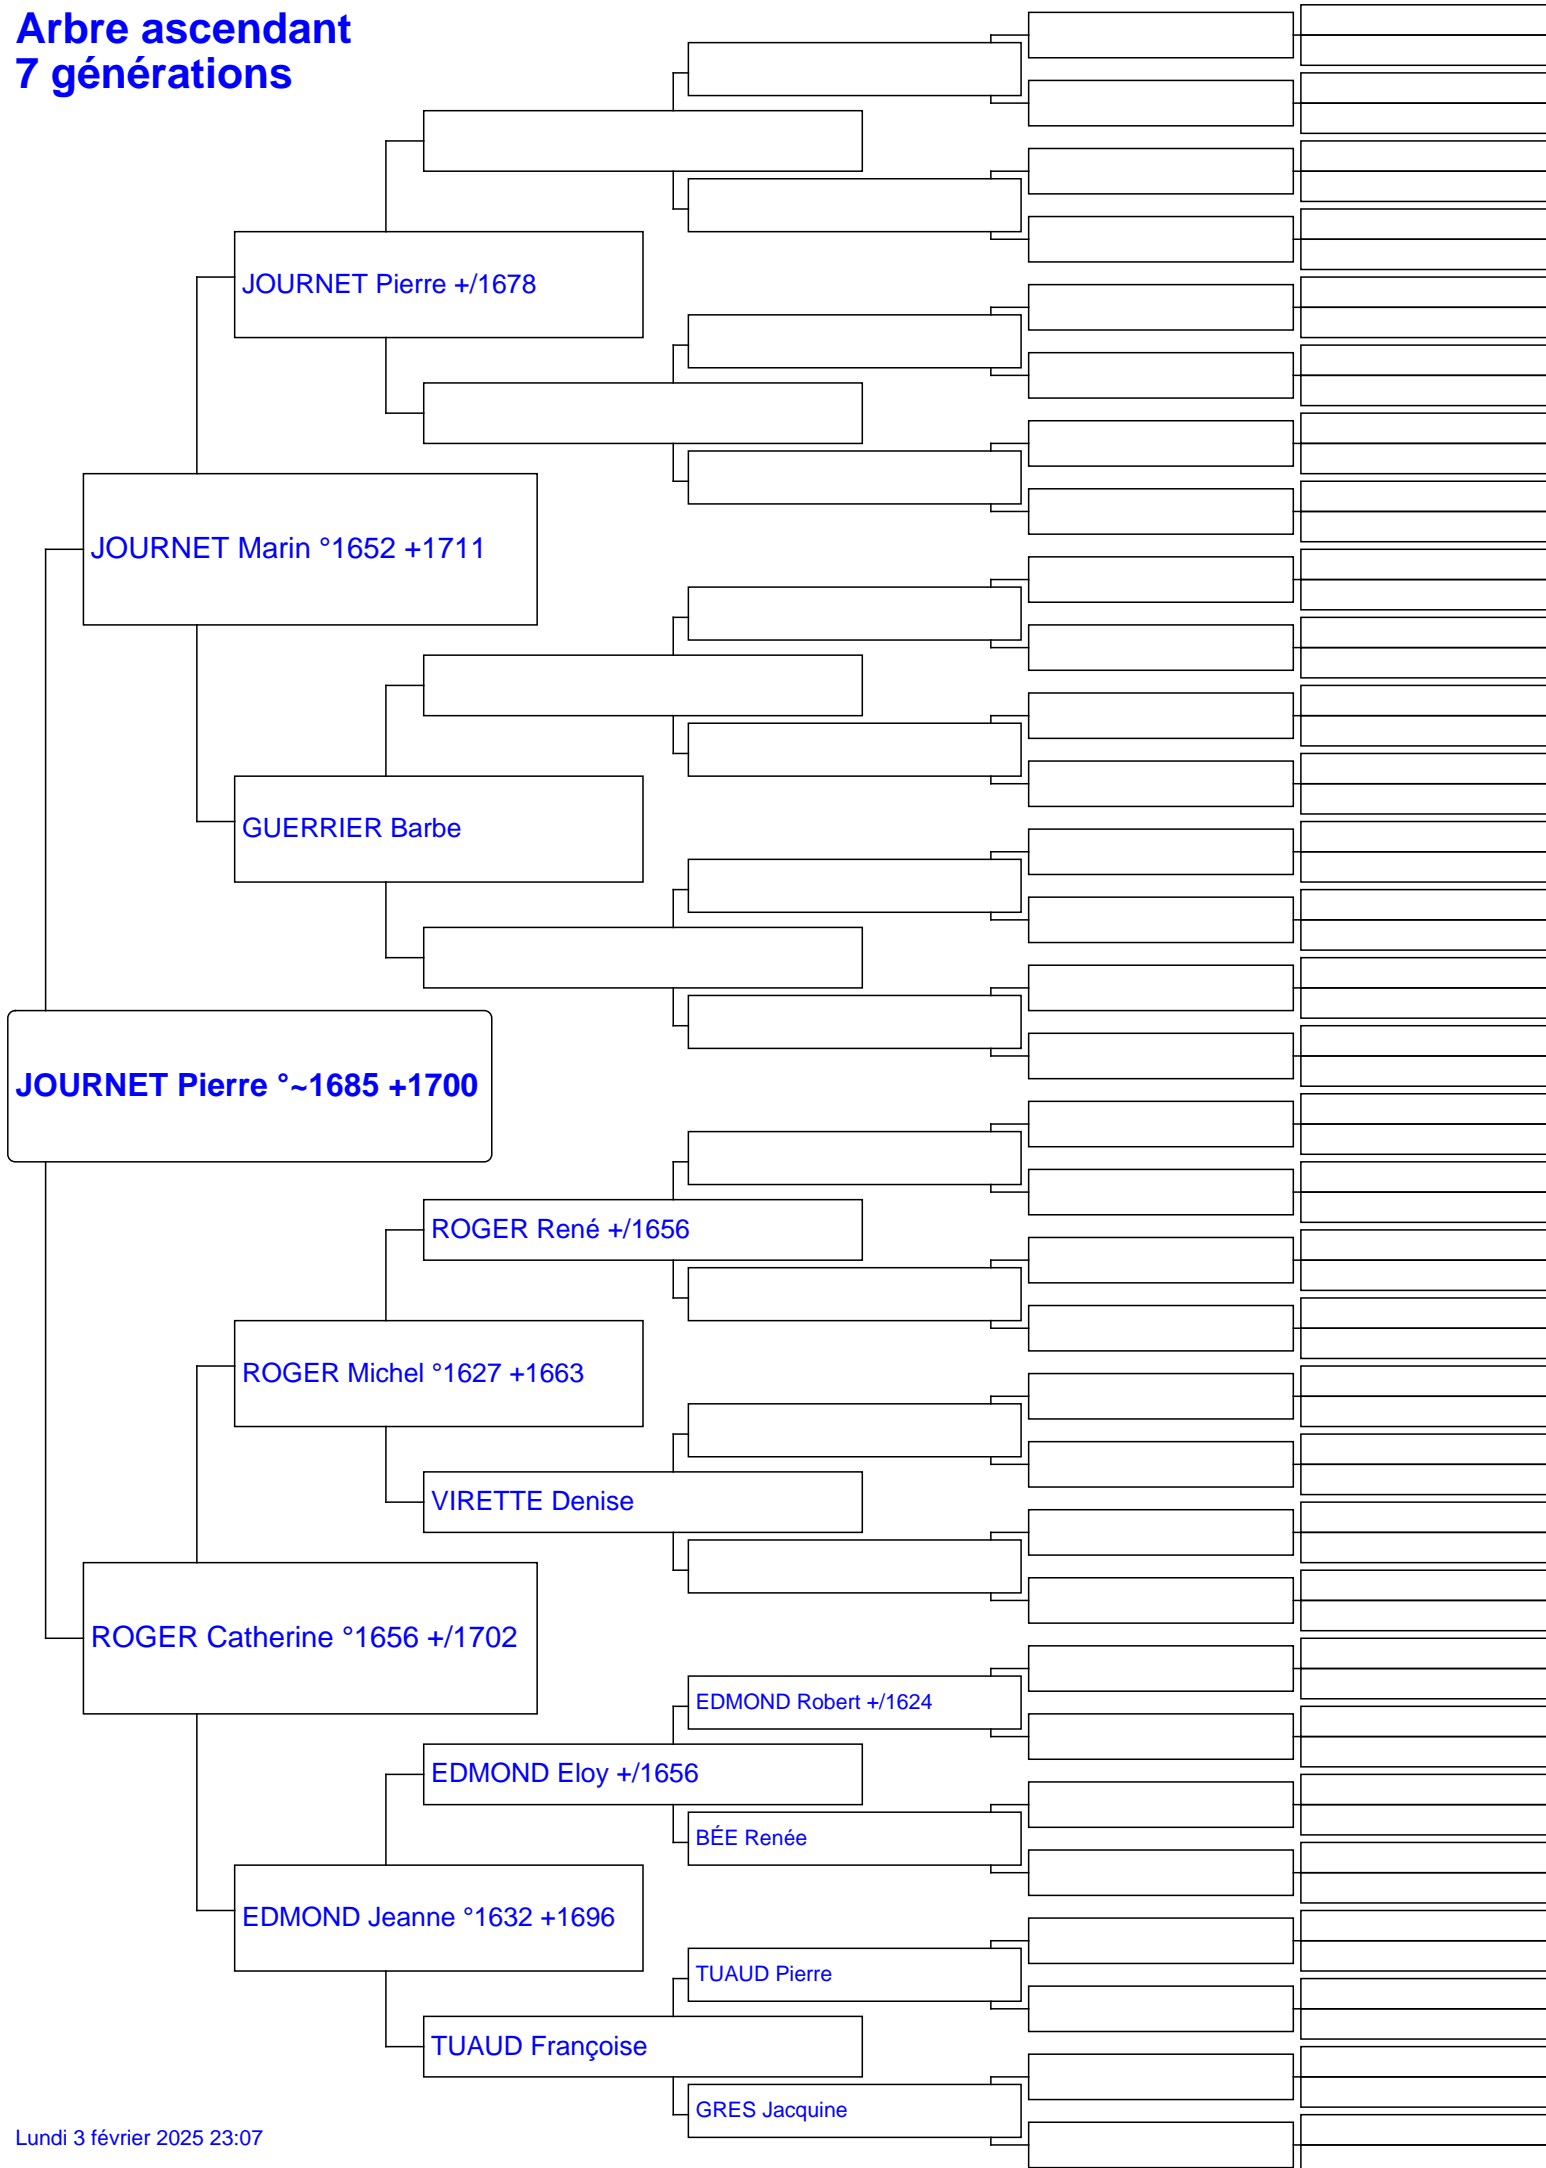 Arbre ascendant
7 générations
JOURNET Pierre +/1678
JOURNET Marin °1652 +1711
GUERRIER Barbe
JOURNET Pierre °~1685 +1700
ROGER René +/1656
ROGER Michel °1627 +1663
VIRETTE Denise
ROGER Catherine °1656 +/1702
EDMOND Robert +/1624
EDMOND Eloy +/1656
BÉE Renée
EDMOND Jeanne °1632 +1696
TUAUD Pierre
TUAUD Françoise
GRES Jacquine
Lundi 3 février 2025 23:07